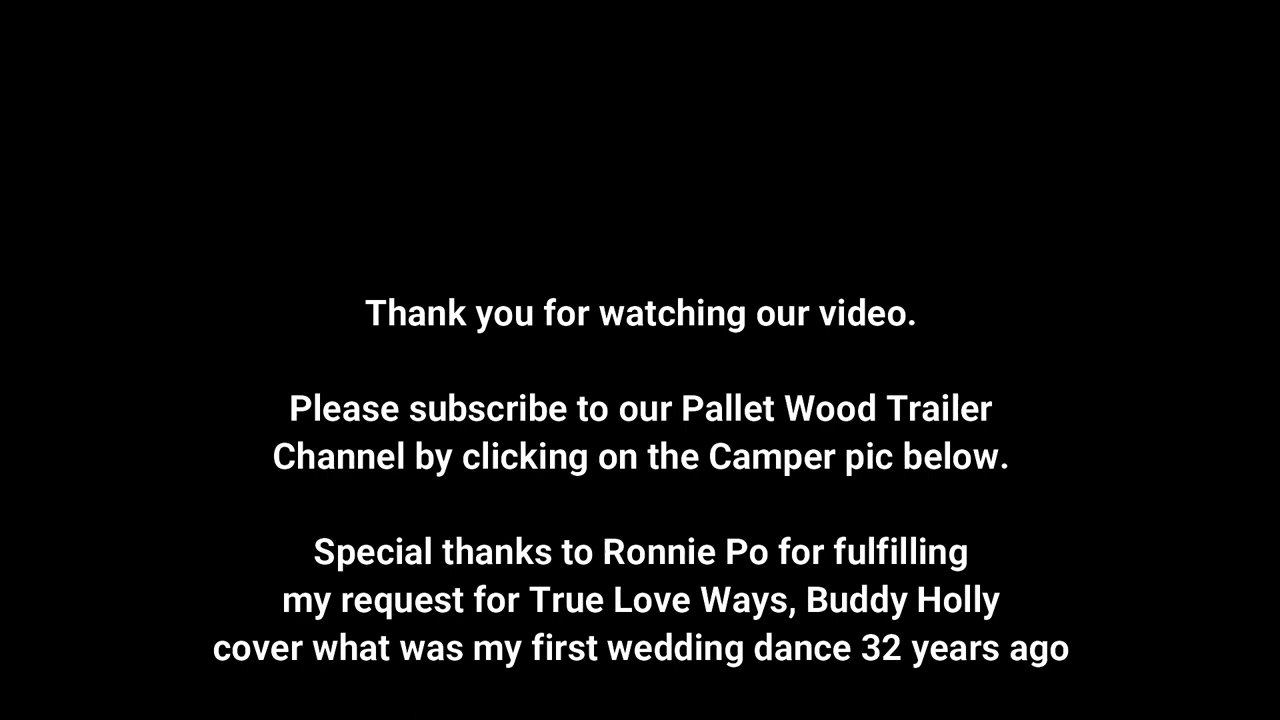 Thank you for watching our video.
Please subscribe to our Pallet Wood Trailer
Channel by clicking on the Camper pic below.
Special thanks to Ronnie Po for fulfilling
my request for True Love Ways, Buddy Holly
cover what was my first wedding dance 32 years ago